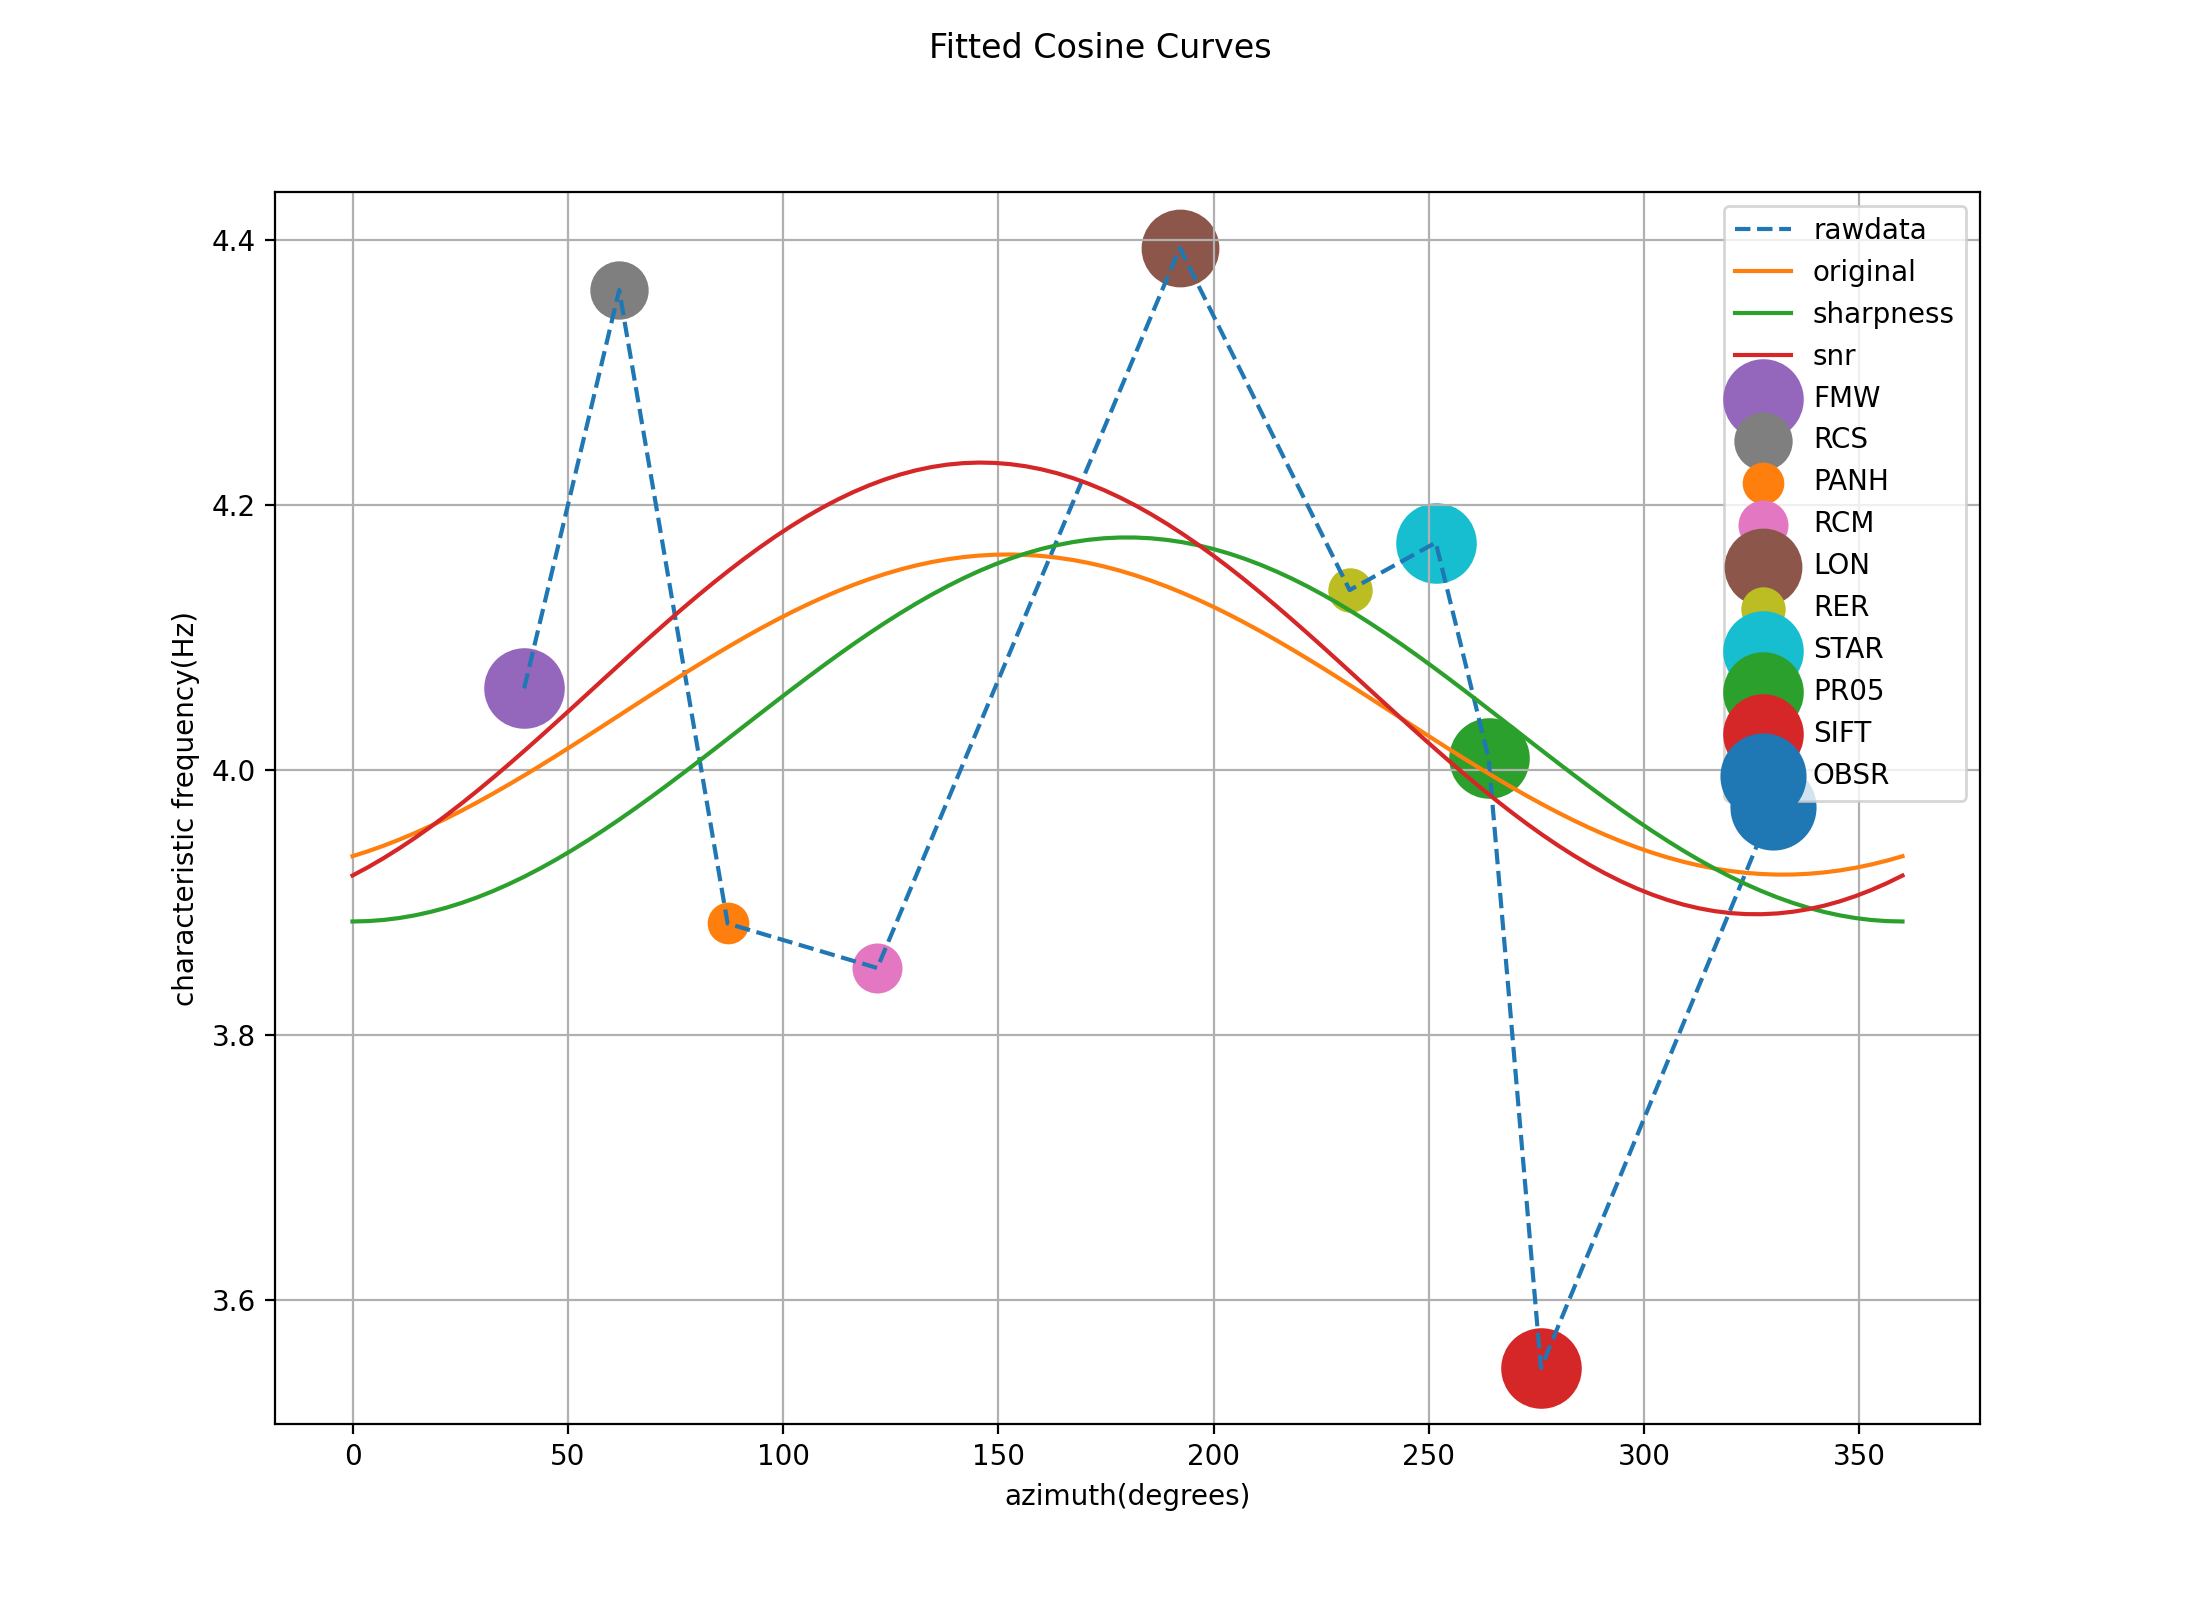 Fitted Cosine Curves
4.4
4.2
4.0
3.8
3.6
characteristic frequency(Hz)
0 50 100 150 200 250 300 350
azimuth(degrees)
rawdata
original
sharpness
snr
FMW
RCS
PANH
RCM
LON
RER
STAR
PR05
SIFT
OBSR